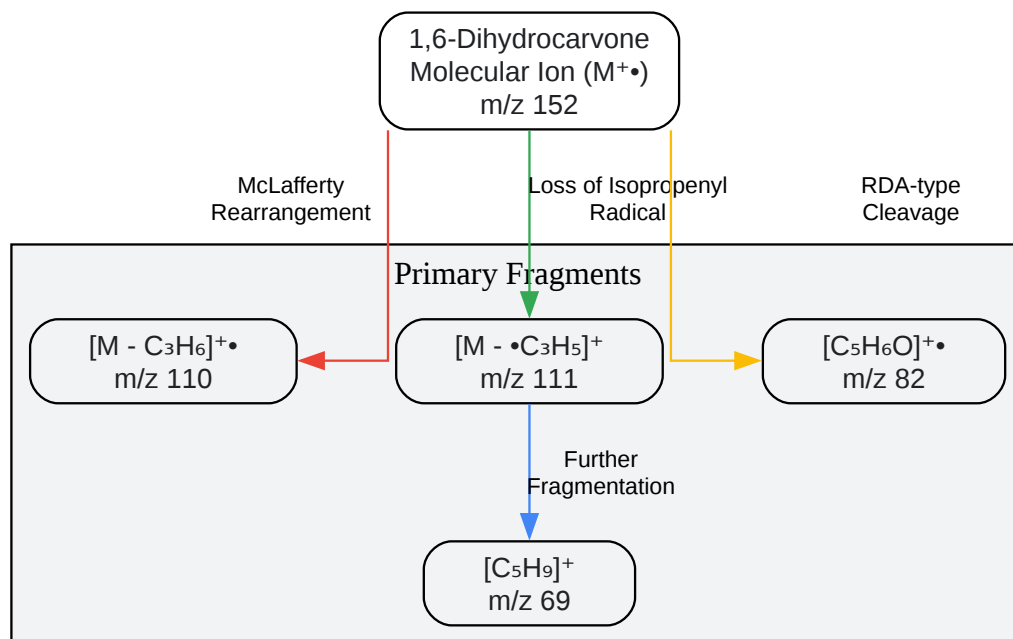 1,6-Dihydrocarvone
Molecular Ion (M⁺•)
m/z 152
McLafferty
Rearrangement
Loss of Isopropenyl
Radical
RDA-type
Cleavage
Primary Fragments
[M - C₃H₆]⁺•
m/z 110
[M - •C₃H₅]⁺
m/z 111
[C₅H₆O]⁺•
m/z 82
Further
Fragmentation
[C₅H₉]⁺
m/z 69